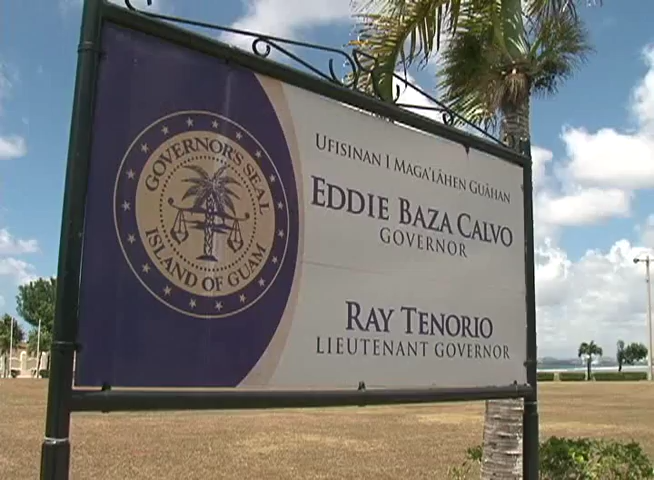 GOVERNOR'S SEAL
ISLAND OF GUAM
UFISINAN I MAGA'LÅHEN GUÅHAN
EDDIE BAZA CALVO
GOVERNOR
RAY TENORIO
LIEUTENANT GOVERNOR